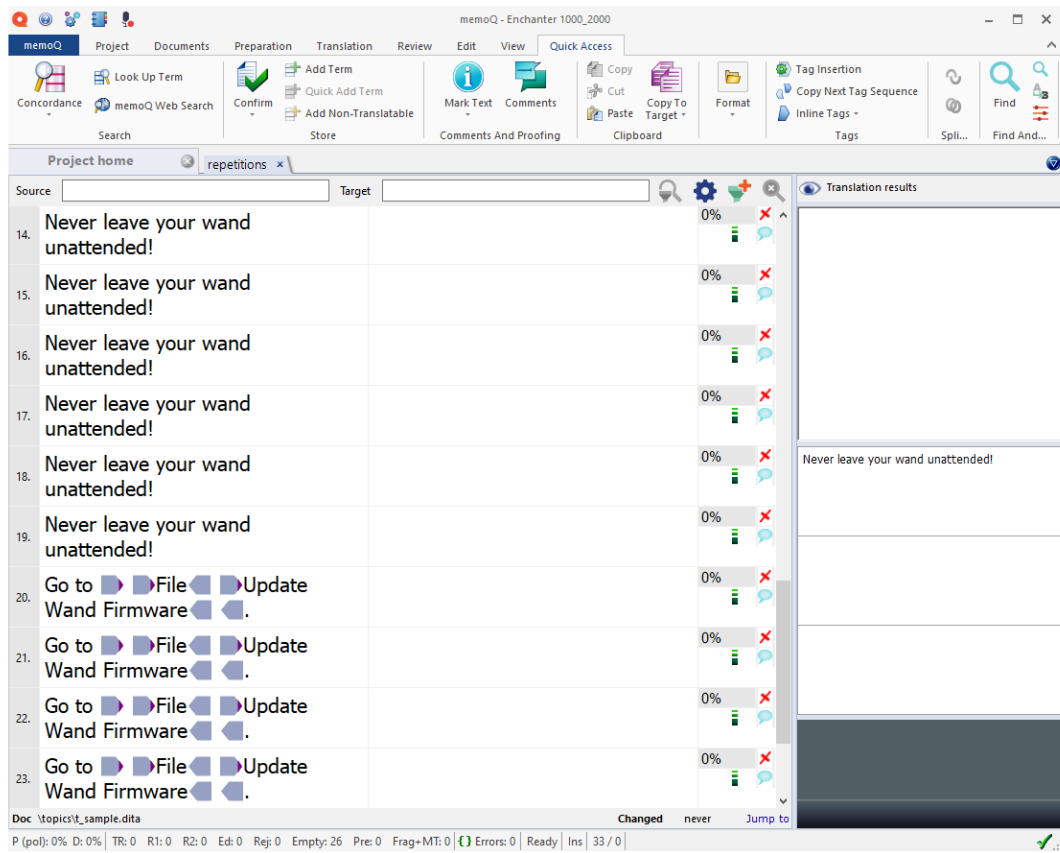 memoQ - Enchanter 1000_2000
memoQ Project Documents Preparation Translation Review Edit View Quick Access
Concordance
Look Up Term
memoQ Web Search
Search
Confirm
Add Term
Quick Add Term
Add Non-Translatable
Store
Mark Text
Comments
Comments And Proofing
Copy
Cut
Paste
Copy To
Target
Clipboard
Format
Tag Insertion
Copy Next Tag Sequence
Inline Tags
Tags
Spli...
Find
Find And...
Project home repetitions ×
Source Target
Translation results
14. Never leave your wand 0%
unattended!
15. Never leave your wand 0%
unattended!
16. Never leave your wand 0%
unattended!
17. Never leave your wand 0%
unattended!
18. Never leave your wand 0%
unattended!
19. Never leave your wand 0%
unattended!
20. Go to File Update 0%
Wand Firmware .
21. Go to File Update 0%
Wand Firmware .
22. Go to File Update 0%
Wand Firmware .
23. Go to File Update 0%
Wand Firmware .
Never leave your wand unattended!
Doc \topics\t_sample.dita Changed never Jump to
P (pol): 0% D: 0% TR: 0 R1: 0 R2: 0 Ed: 0 Rej: 0 Empty: 26 Pre: 0 Frag+MT: 0 {} Errors: 0 Ready Ins 33 / 0